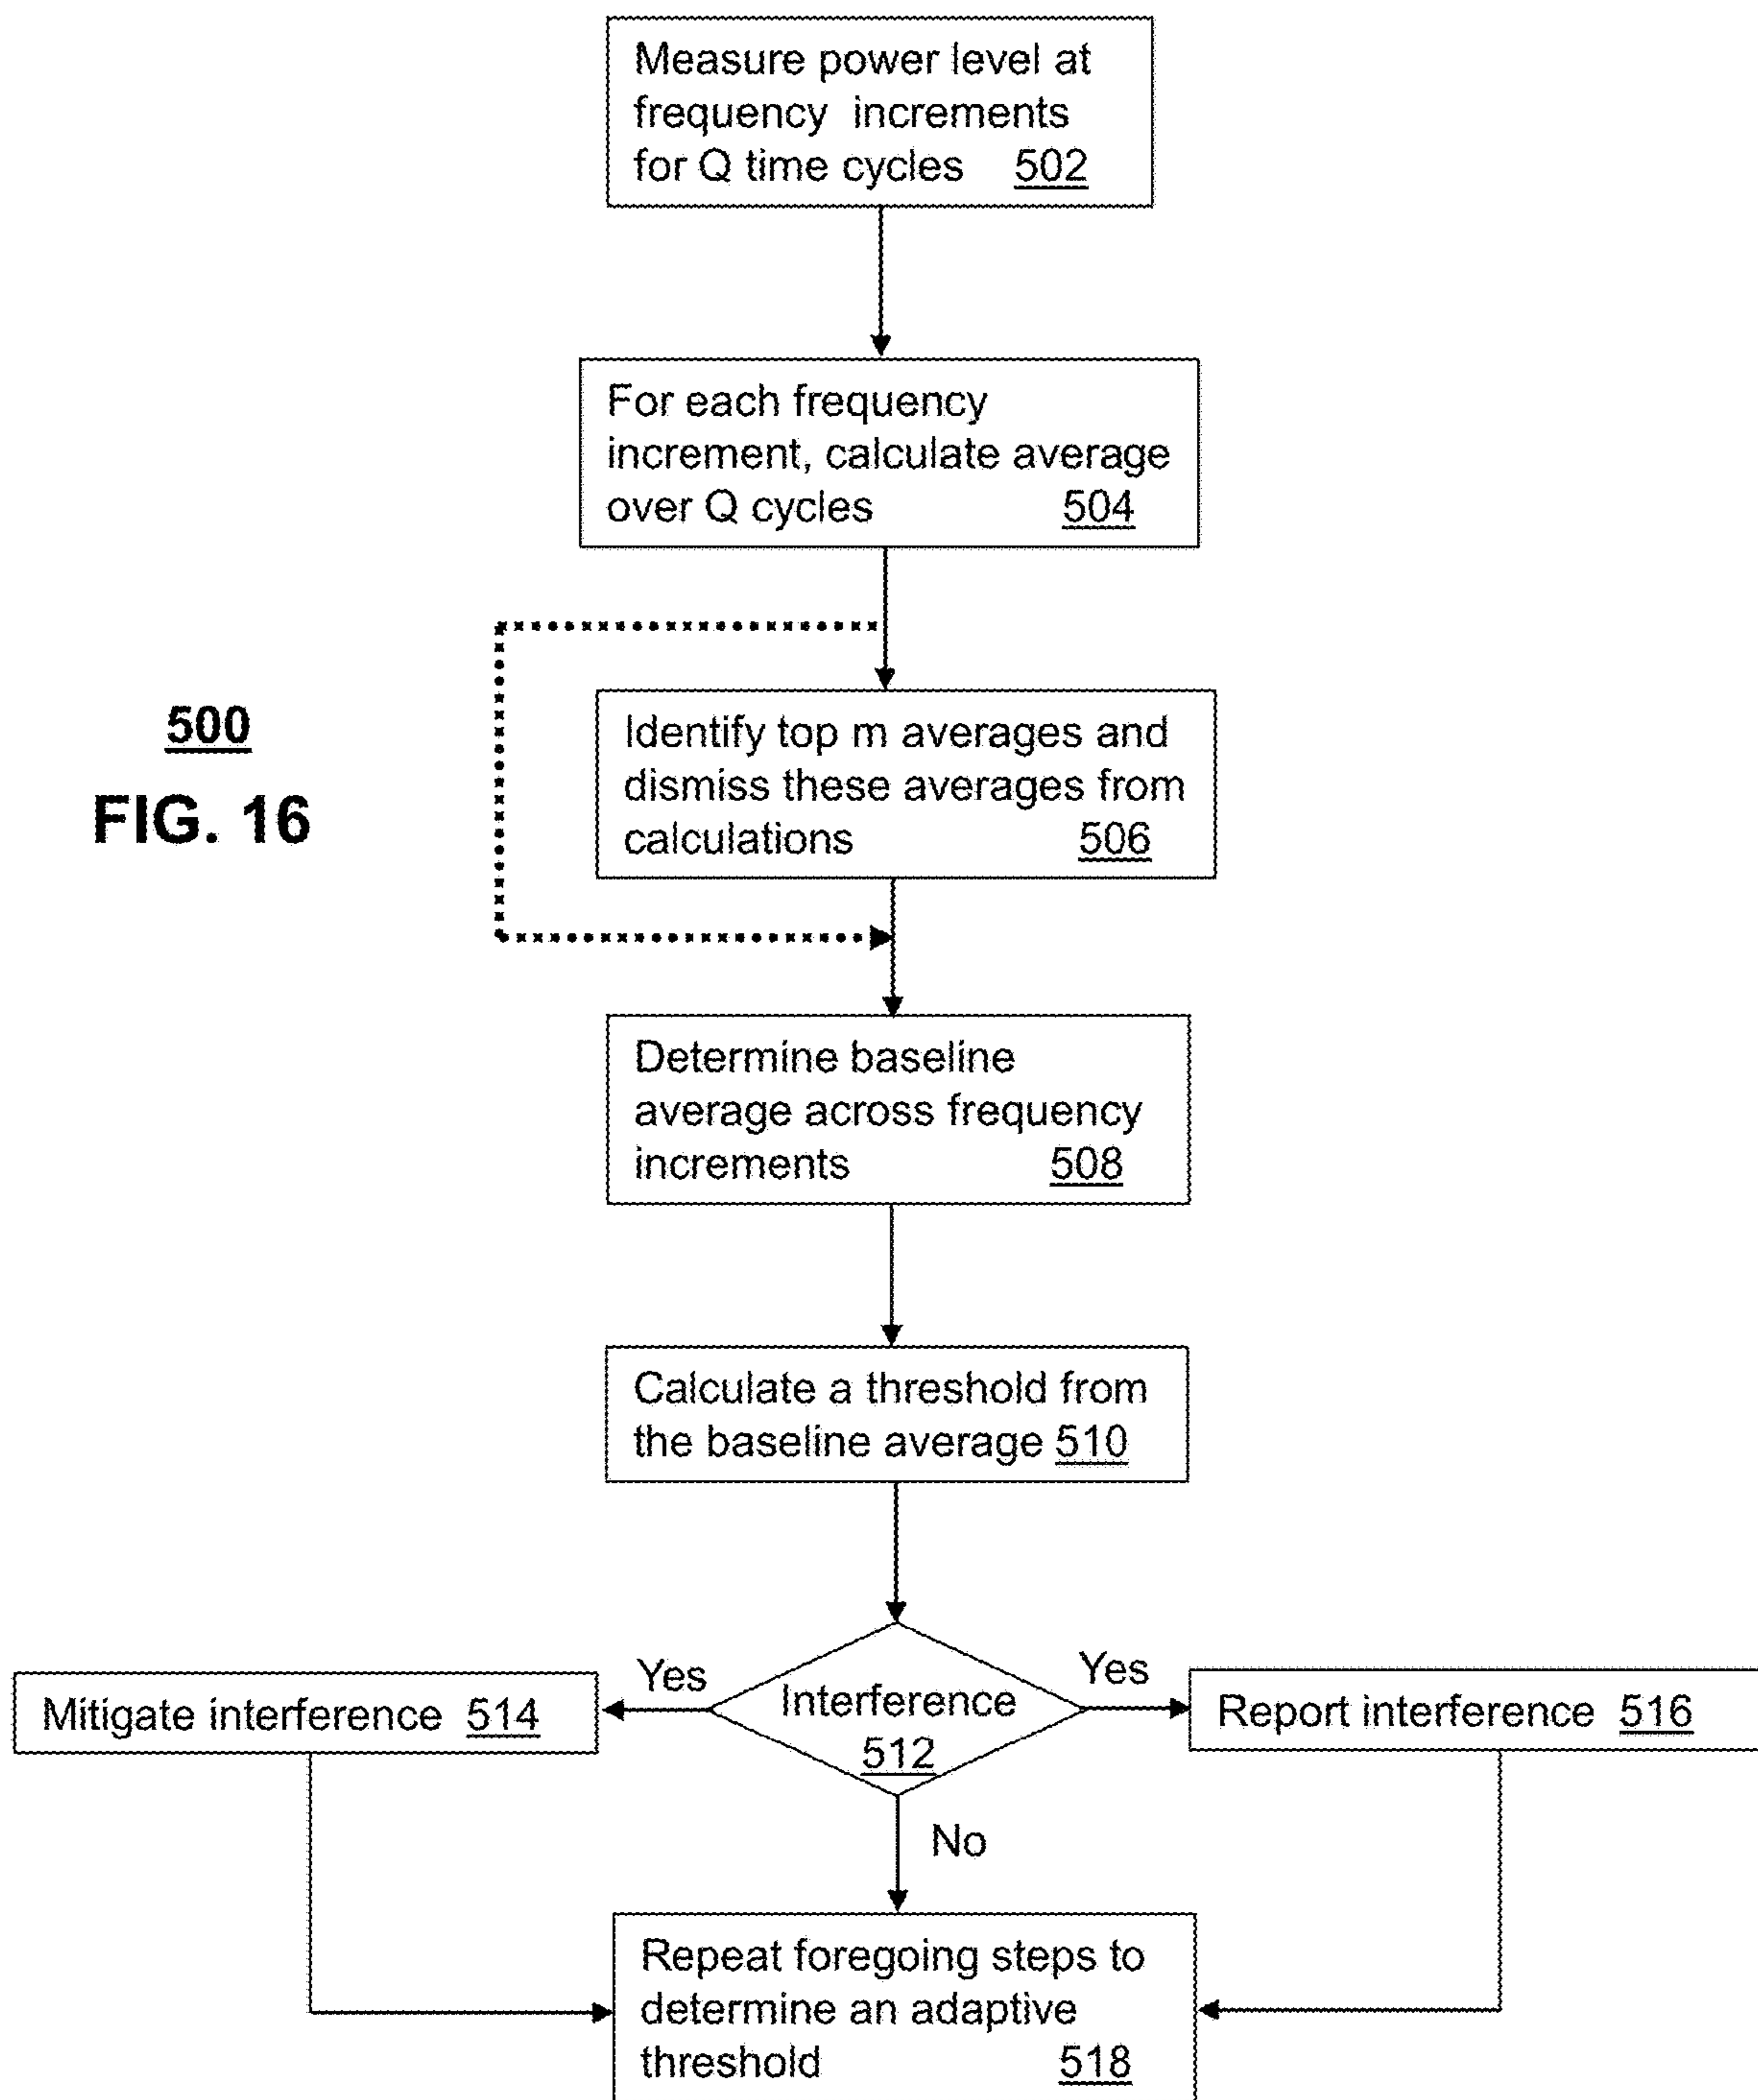 Measure power level at
frequency increments
for Q time cycles 502
For each frequency
increment, calculate average
over Q cycles 504
500
FIG. 16
Identify top m averages and
dismiss these averages from
calculations 506
Determine baseline
average across frequency
increments 508
Calculate a threshold from
the baseline average 510
Yes
Yes
Mitigate interference 514
Interference
512
Report interference 516
No
Repeat foregoing steps to
determine an adaptive
threshold 518